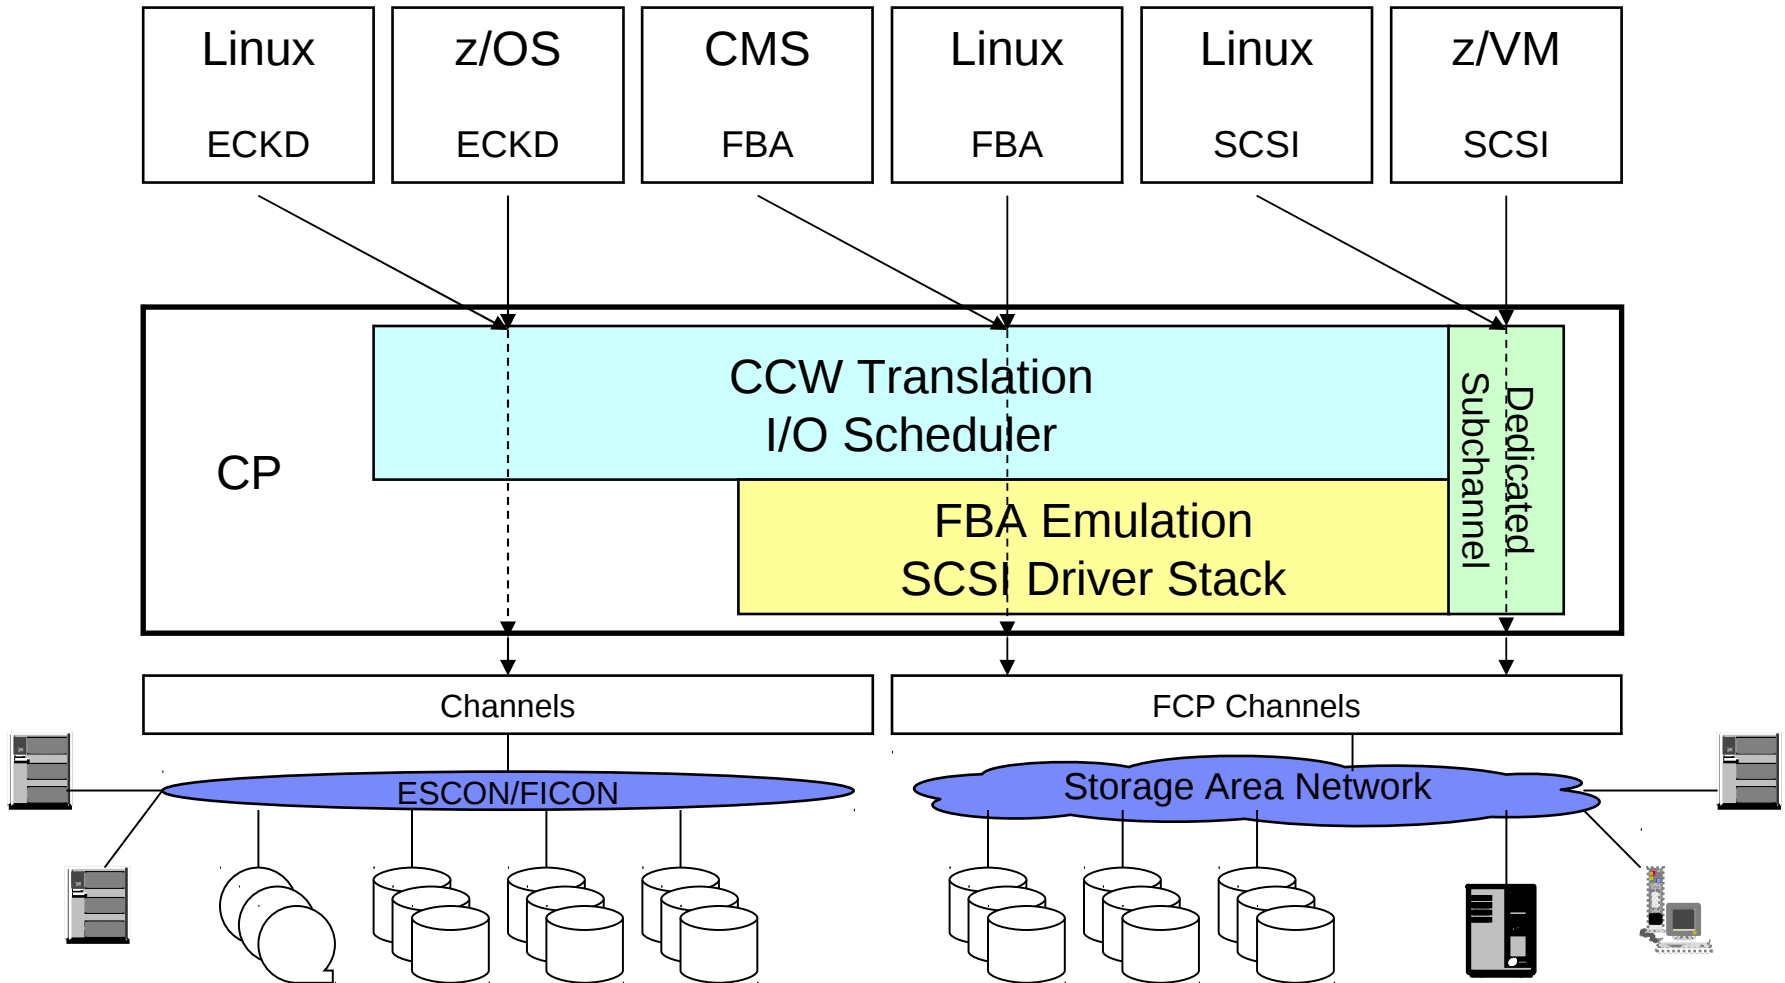 Linux
ECKD
z/OS
ECKD
CMS
FBA
Linux
FBA
Linux
SCSI
z/VM
SCSI
CP
CCW Translation
I/O Scheduler
FBA Emulation
SCSI Driver Stack
Dedicated
Subchannel
Channels
FCP Channels
ESCON/FICON
Storage Area Network